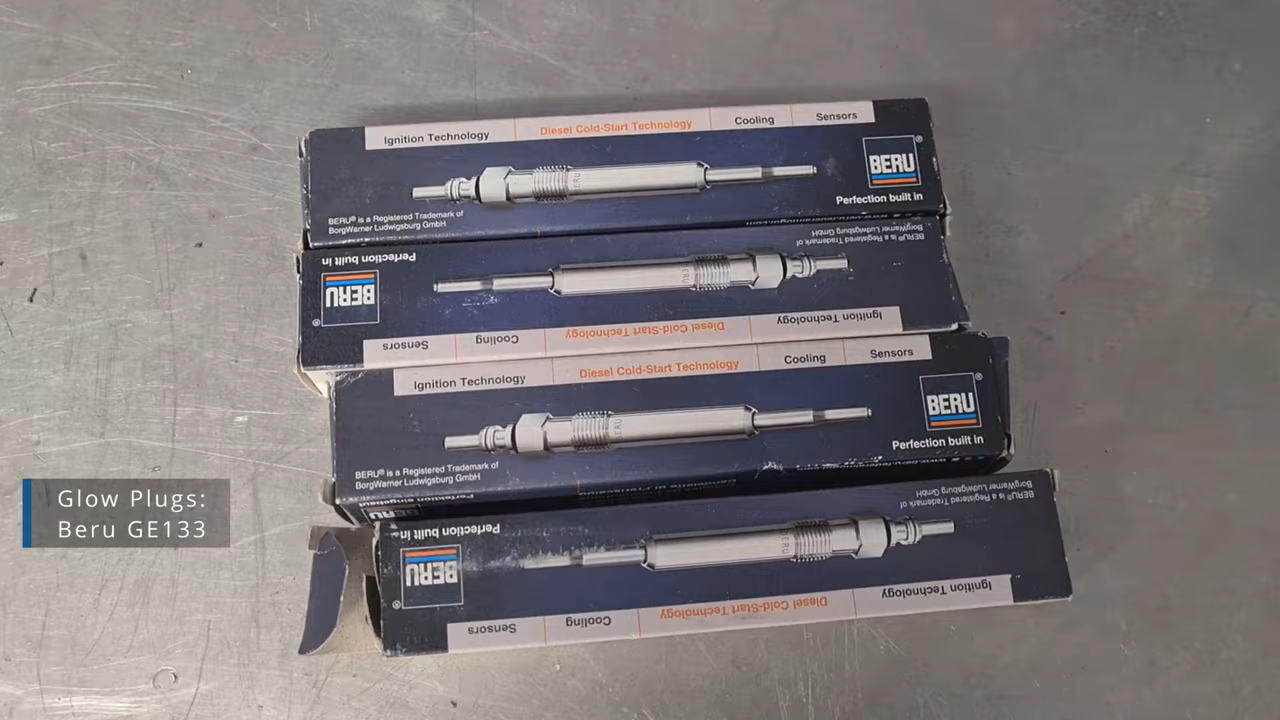 Ignition Technology
Diesel Cold-Start Technology
Cooling
Sensors
BERU
®
Perfection built in
BERU® is a Registered Trademark of
BorgWarner Ludwigsburg GmbH
BERU® is a Registered Trademark of
BorgWarner Ludwigsburg GmbH
Perfection built in
BERU
®
Ignition Technology
Diesel Cold-Start Technology
Cooling
Sensors
Ignition Technology
Diesel Cold-Start Technology
Cooling
Sensors
BERU
®
Perfection built in
BERU® is a Registered Trademark of
BorgWarner Ludwigsburg GmbH
Perfektion eingebaut
BERU
BERU® is a Registered Trademark of
BorgWarner Ludwigsburg GmbH
Perfection built in
BERU
®
Ignition Technology
Diesel Cold-Start Technology
Cooling
Sensors
Glow Plugs:
Beru GE133